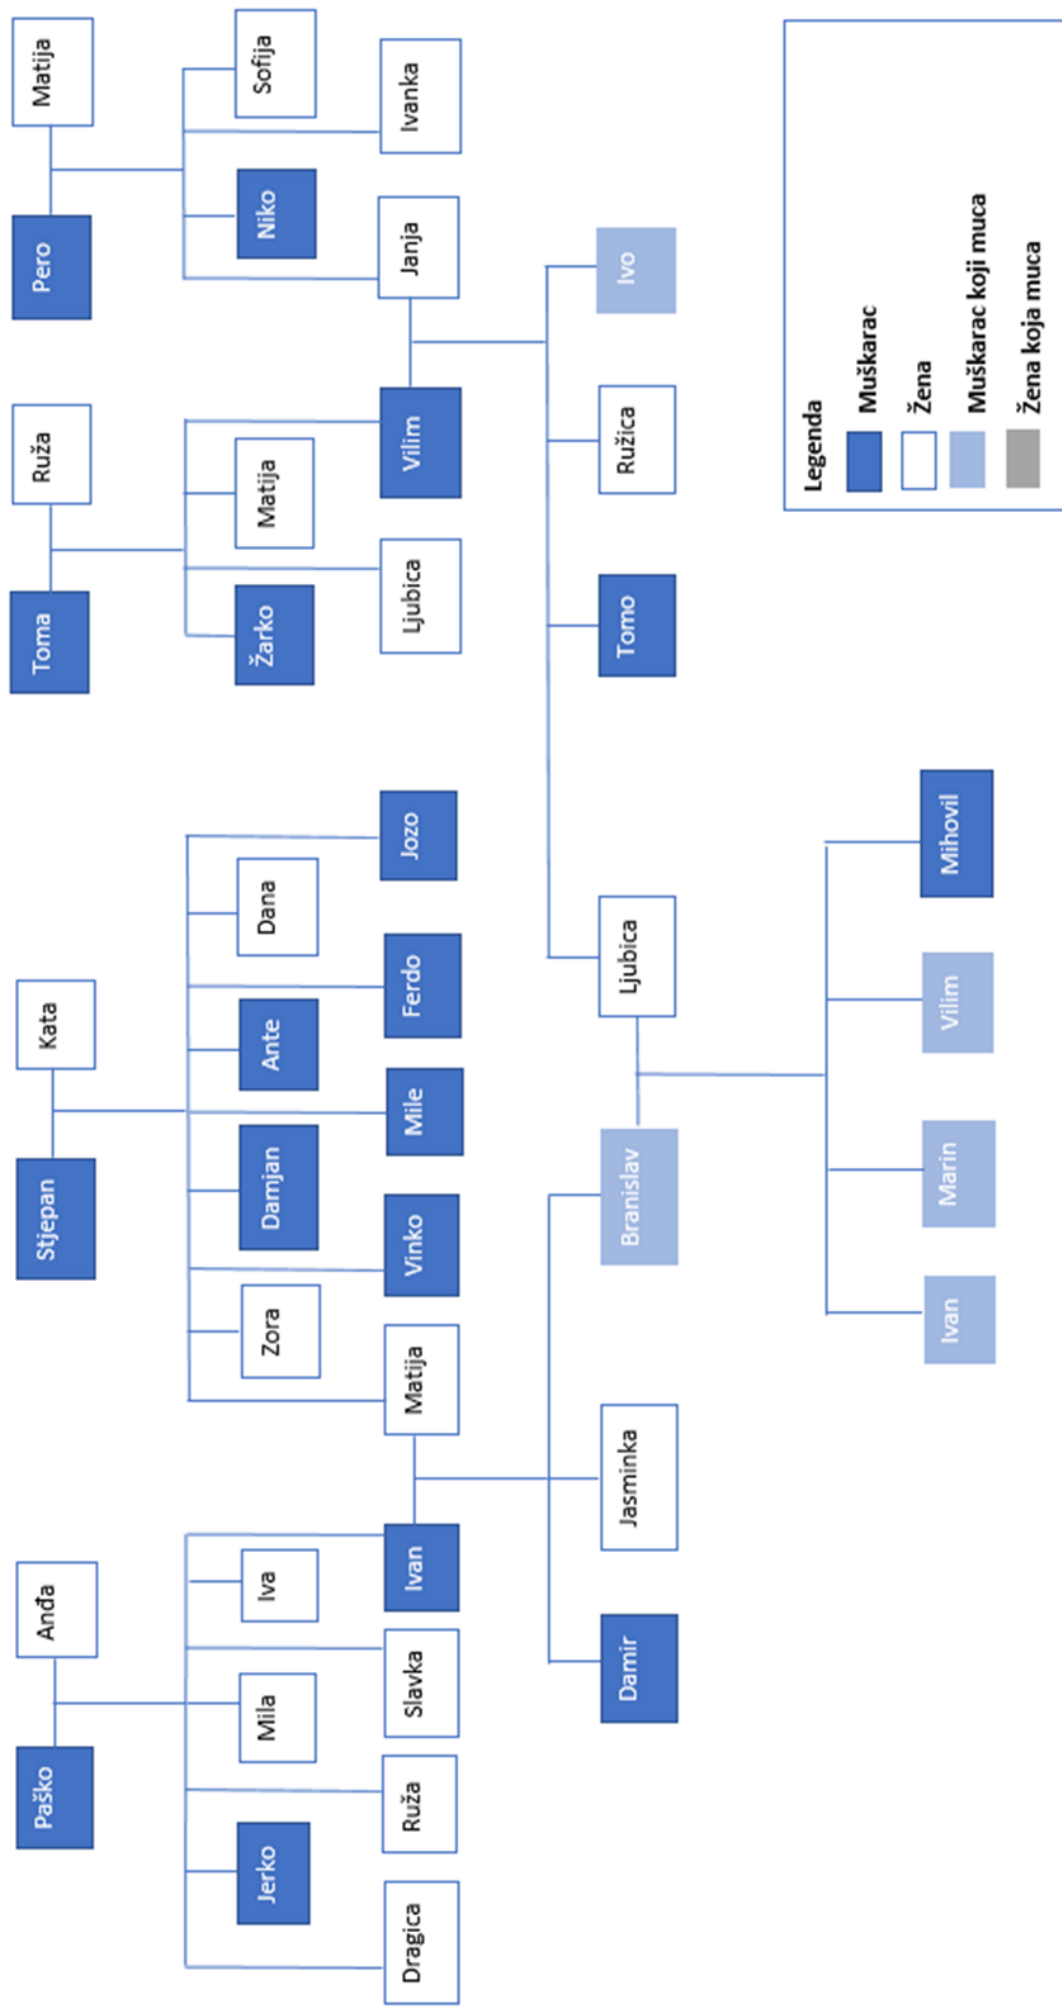 Paško
Anđa
Stjepan
Kata
Toma
Ruža
Pero
Matija
Jerko
Mila
Iva
Zora
Damjan
Ante
Dana
Žarko
Matija
Niko
Sofija
Dragica
Ruža
Slavka
Ivan
Matija
Vinko
Mile
Ferdo
Jozo
Ljubica
Vilim
Janja
Ivanka
Damir
Jasminka
Branislav
Ljubica
Tomo
Ružica
Ivo
Ivan
Marin
Vilim
Mihovil
Legenda
Muškarac
Žena
Muškarac koji muca
Žena koja muca